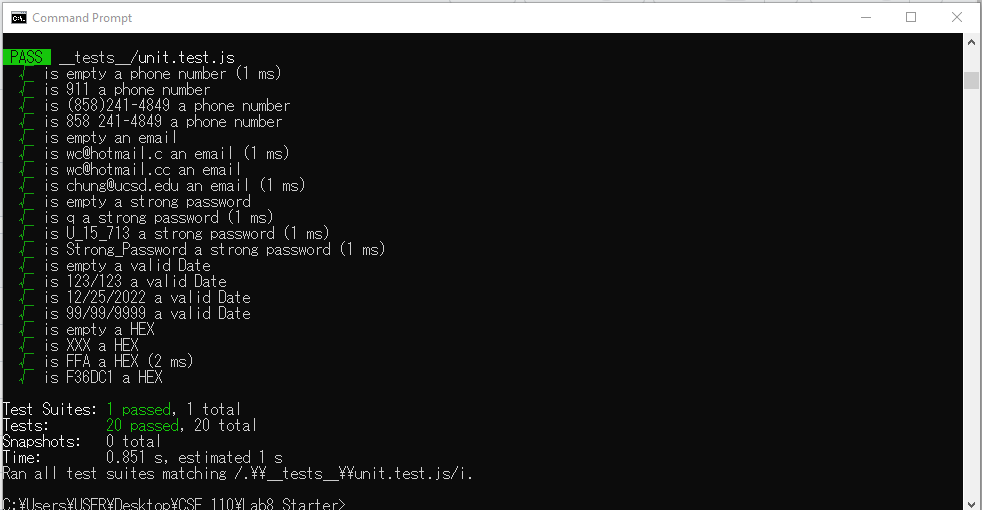 Command Prompt
PASS __tests__/unit.test.js
√ is empty a phone number (1 ms)
√ is 911 a phone number
√ is (858)241-4849 a phone number
√ is 858 241-4849 a phone number
√ is empty an email
√ is wc@hotmail.c an email (1 ms)
√ is wc@hotmail.cc an email
√ is chung@ucsd.edu an email (1 ms)
√ is empty a strong password
√ is q a strong password (1 ms)
√ is U_15_713 a strong password (1 ms)
√ is Strong_Password a strong password (1 ms)
√ is empty a valid Date
√ is 123/123 a valid Date
√ is 12/25/2022 a valid Date
√ is 99/99/9999 a valid Date
√ is empty a HEX
√ is XXX a HEX
√ is FFA a HEX (2 ms)
√ is F36DC1 a HEX
Test Suites: 1 passed, 1 total
Tests: 20 passed, 20 total
Snapshots: 0 total
Time: 0.851 s, estimated 1 s
Ran all test suites matching /.¥¥__tests__¥¥unit.test.js/i.
C:¥Users¥USER¥Desktop¥CSE 110¥Lab8_Starter>